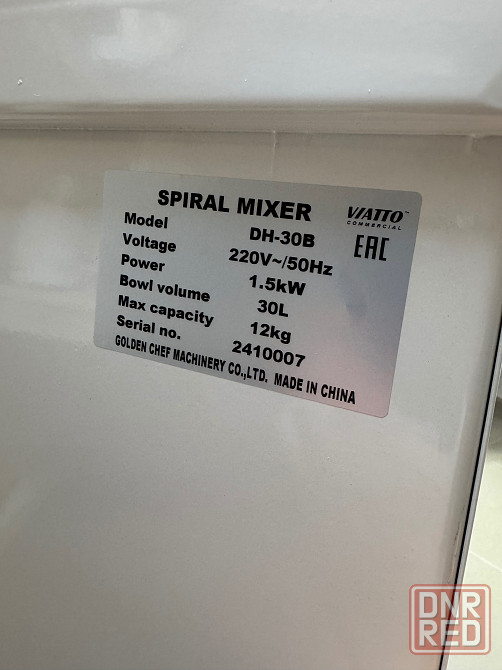 SPIRAL MIXER
VIATTO™
COMMERCIAL
EAC
Model DH-30B
Voltage 220V~/50Hz
Power 1.5kW
Bowl volume 30L
Max capacity 12kg
Serial no. 2410007
GOLDEN CHEF MACHINERY CO.,LTD. MADE IN CHINA
DNR
RED